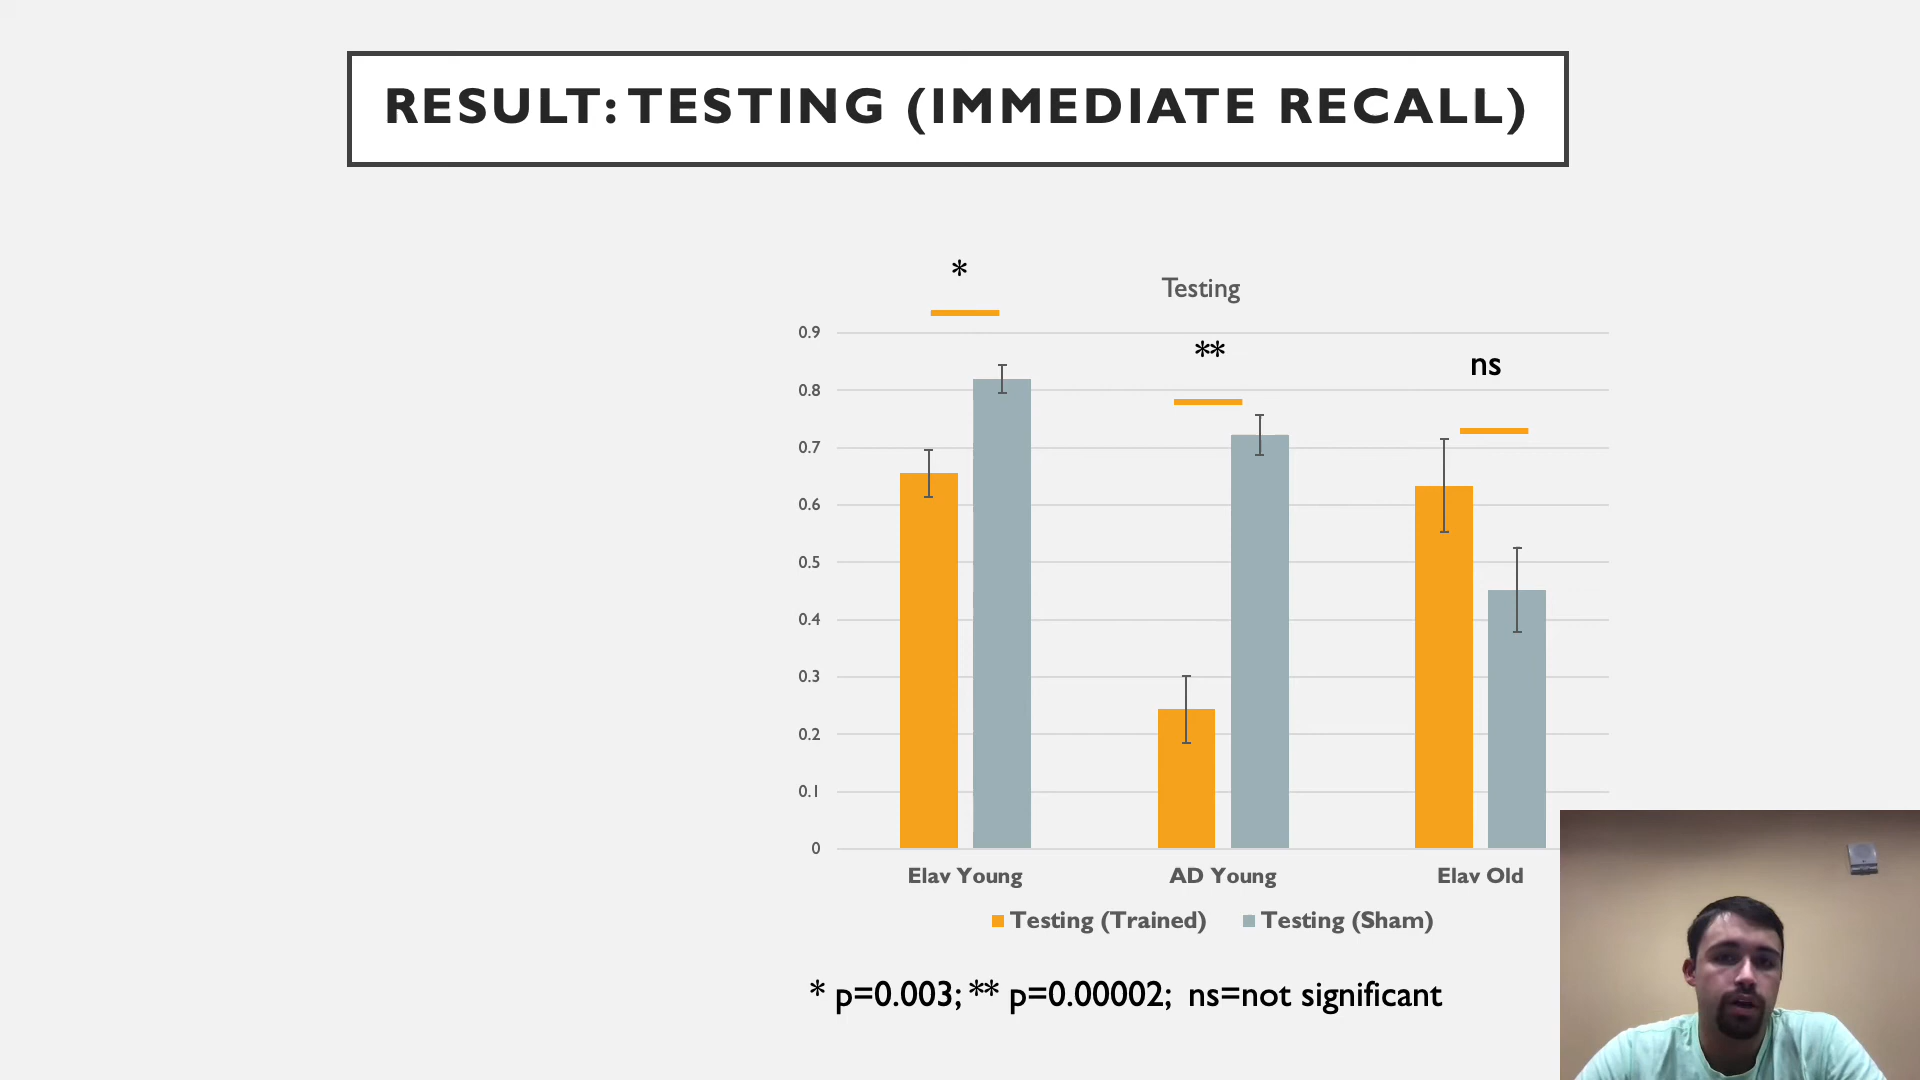 RESULT: TESTING (IMMEDIATE RECALL)
*
Testing
0.9
**
ns
0.8
0.7
0.6
0.5
0.4
0.3
0.2
0.1
0
Elav Young AD Young Elav Old
Testing (Trained) Testing (Sham)
* p=0.003; ** p=0.00002; ns=not significant